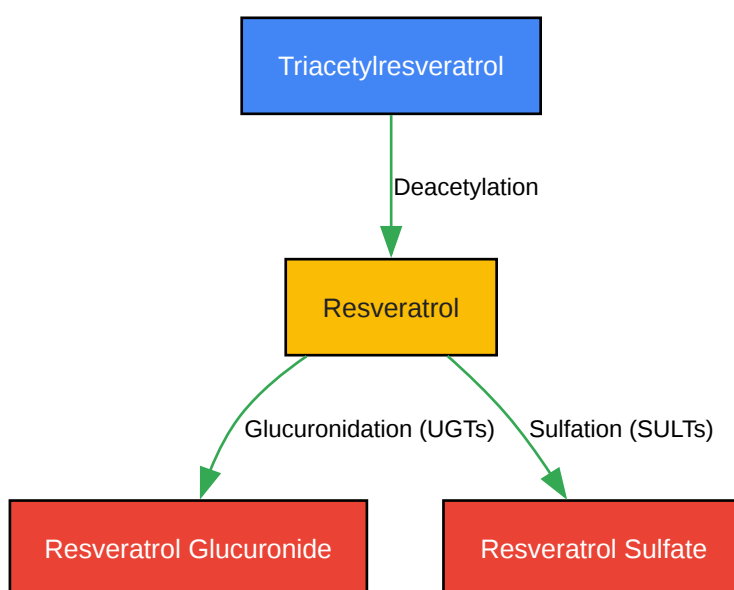 Triacetylresveratrol
Deacetylation
Resveratrol
Glucuronidation (UGTs)
Sulfation (SULTs)
Resveratrol Glucuronide
Resveratrol Sulfate